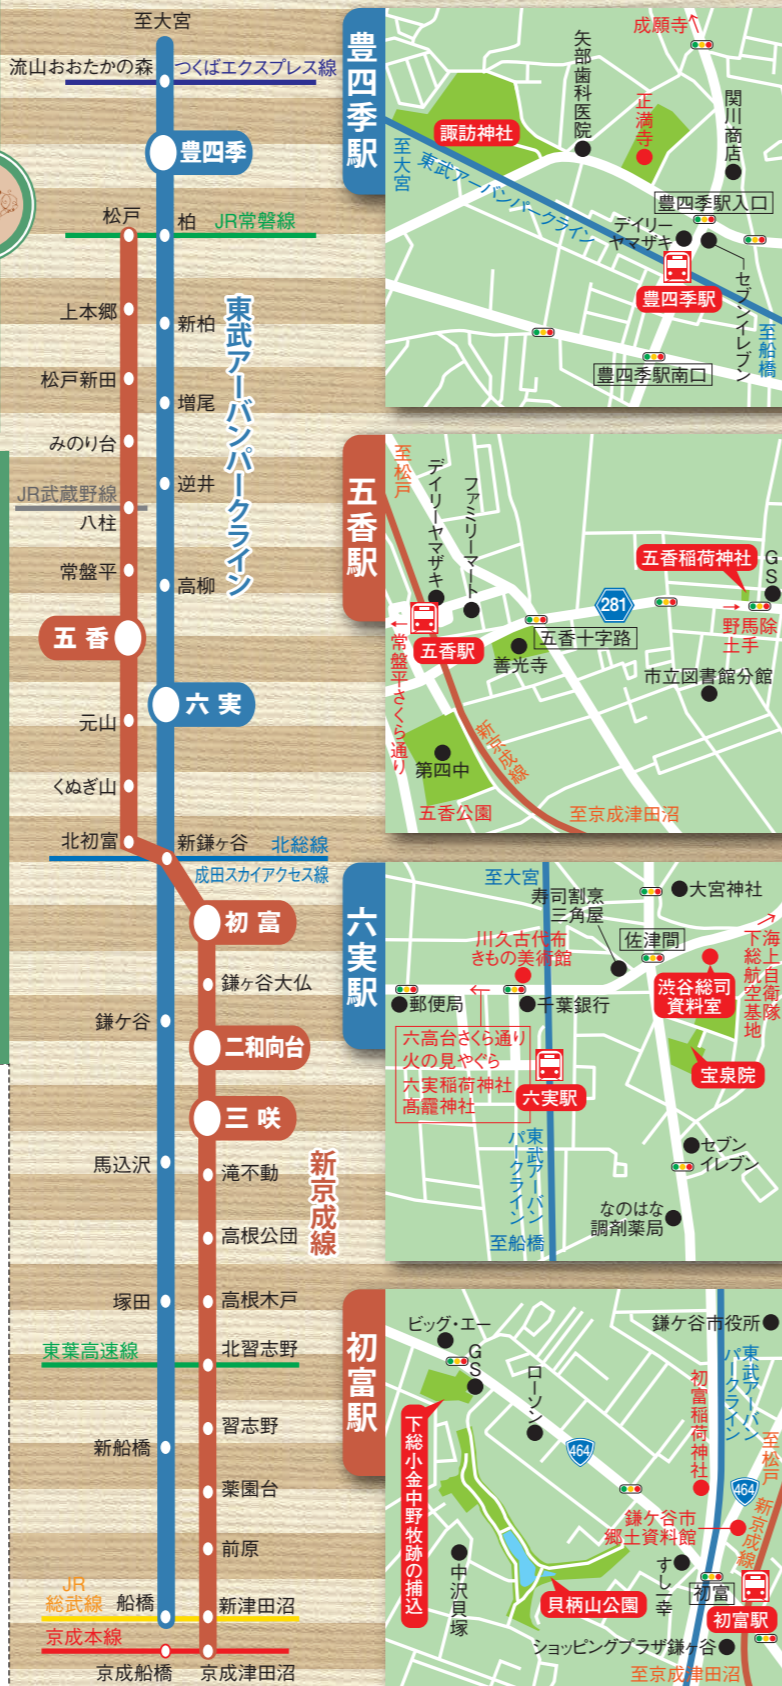 至大宮
流山おおたかの森
つくばエクスプレス線
豊四季
松戸
柏
JR常磐線
上本郷
新柏
松戸新田
増尾
みのり台
逆井
JR武蔵野線
八柱
常盤平
高柳
東武アーバンパークライン
五香
六実
元山
くぬぎ山
北初富
新鎌ヶ谷
北総線
成田スカイアクセス線
初富
鎌ヶ谷大仏
鎌ケ谷
二和向台
三咲
馬込沢
滝不動
新京成線
高根公団
塚田
高根木戸
東葉高速線
北習志野
習志野
新船橋
薬園台
前原
JR
総武線
船橋
新津田沼
京成本線
京成船橋
京成津田沼
豊四季駅
成願寺
矢部歯科医院
正満寺
関川商店
諏訪神社
至大宮
東武アーバンパークライン
豊四季駅入口
デイリー
ヤマザキ
セブンイレブン
豊四季駅
至船橋
豊四季駅南口
五香駅
至松戸
デイリーヤマザキ
ファミリーマート
五香稲荷神社
GS
281
→
野馬除
土手
五香十字路
五香駅
善光寺
←常盤平さくら通り
市立図書館分館
新京成線
第四中
五香公園
至京成津田沼
六実駅
至大宮
寿司割烹
三角屋
大宮神社
佐津間
川久古代布
きもの美術館
海上自衛隊
下総航空基地
渋谷総司
資料室
郵便局
千葉銀行
六高台さくら通り
火の見やぐら
六実稲荷神社
髙龗神社
六実駅
宝泉院
東武アーバン
パークライン
セブン
イレブン
なのはな
調剤薬局
至船橋
初富駅
ビッグ・エー
GS
ローソン
鎌ケ谷市役所
東武アーバン
パークライン
初富稲荷神社
至松戸
下総小金中野牧跡の捕込
464
464
新京成線
鎌ケ谷市
郷土資料館
中沢貝塚
すし一幸
初富
貝柄山公園
初富駅
ショッピングプラザ鎌ヶ谷
至京成津田沼